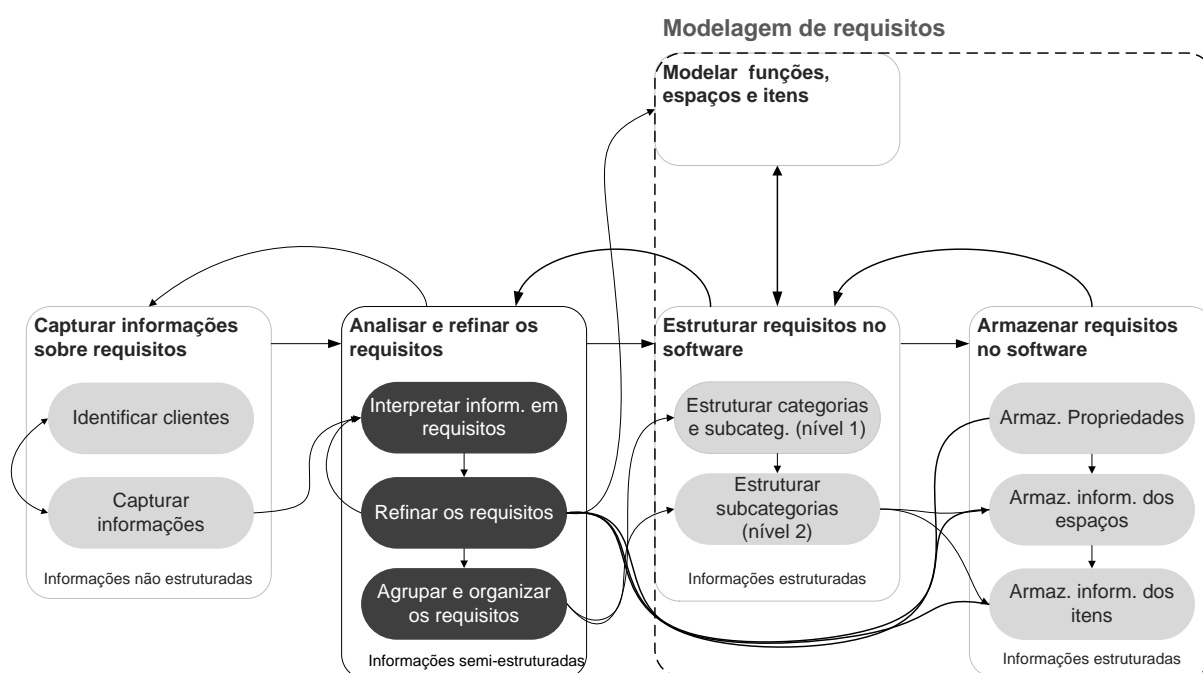 Modelagem de requisitos
Modelar funções,
espaços e itens
Capturar informações
sobre requisitos
Identificar clientes
Capturar
informações
Informações não estruturadas
Analisar e refinar os
requisitos
Interpretar inform. em
requisitos
Refinar os requisitos
Agrupar e organizar
os requisitos
Informações semi-estruturadas
Estruturar requisitos no
software
Estruturar categorias
e subcateg. (nível 1)
Estruturar
subcategorias
(nível 2)
Informações estruturadas
Armazenar requisitos
no software
Armaz. Propriedades
Armaz. inform. dos
espaços
Armaz. inform. dos
itens
Informações estruturadas